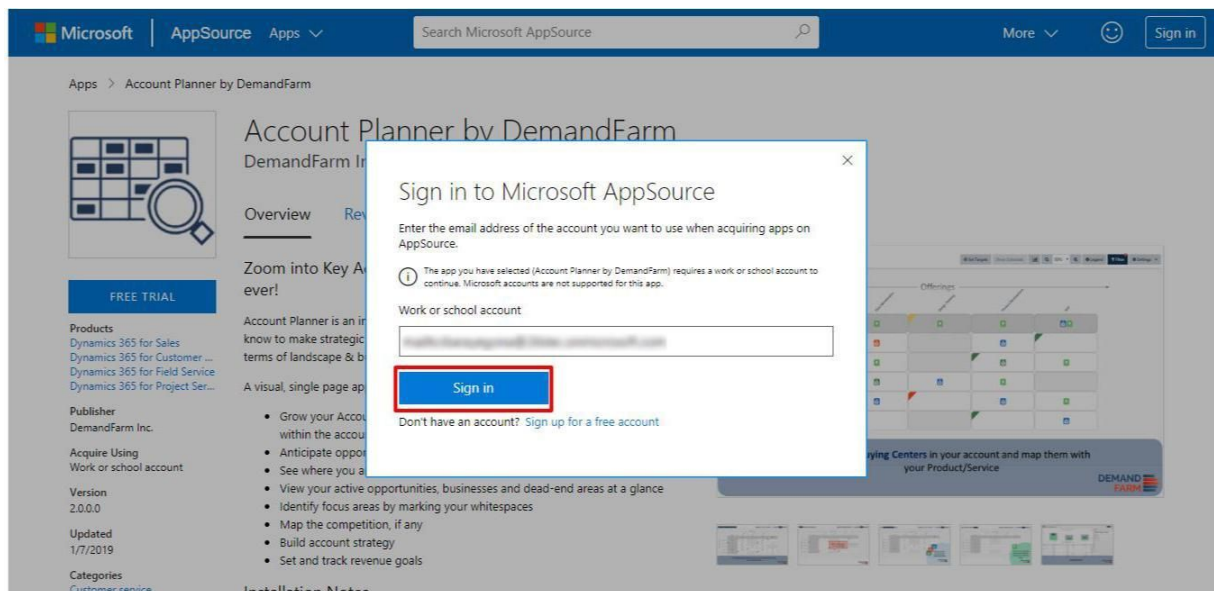 Microsoft AppSource Apps Search Microsoft AppSource More Sign in
Apps > Account Planner by DemandFarm
Account Planner by DemandFarm
DemandFarm
Overview
Zoom into Key
ever!
FREE TRIAL
Products
Dynamics 365 for Sales
Dynamics 365 for Customer ...
Dynamics 365 for Field Service
Dynamics 365 for Project Ser...
Publisher
DemandFarm Inc.
Acquire Using
Work or school account
Version
2.0.0.0
Updated
1/7/2019
Categories
Customer service
Account Planner is an
know to make strategic
terms of landscape &
A visual, single page
• Grow your
within the
• Anticipate
• See where you
• View your active opportunities, businesses and dead-end areas at a glance
• Identify focus areas by marking your whitespaces
• Map the competition, if any
• Build account strategy
• Set and track revenue goals
Installation Notes
Sign in to Microsoft AppSource
Enter the email address of the account you want to use when acquiring apps on
AppSource.
The app you have selected (Account Planner by DemandFarm) requires a work or school account to
continue. Microsoft accounts are not supported for this app.
Work or school account
Sign in
Don't have an account? Sign up for a free account
Offerings
Centers in your account and map them with
your Product/Service
DEMAND
FARM